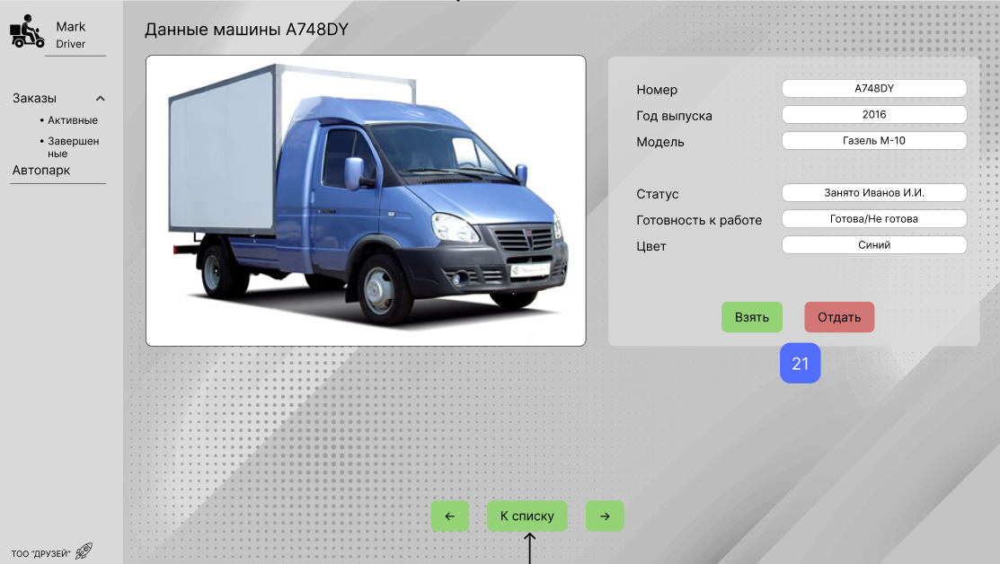 Mark
Driver
Заказы
• Активные
• Завершен
ные
Автопарк
ТОО "ДРУЗЕЙ"
Данные машины A748DY
Номер A748DY
Год выпуска 2016
Модель Газель М-10
Статус Занято Иванов И.И.
Готовность к работе Готова/Не готова
Цвет Синий
Взять Отдать
21
← К списку →